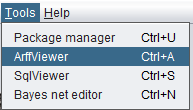 Tools Help
Package manager Ctrl+U
ArffViewer Ctrl+A
SqlViewer Ctrl+S
Bayes net editor Ctrl+N